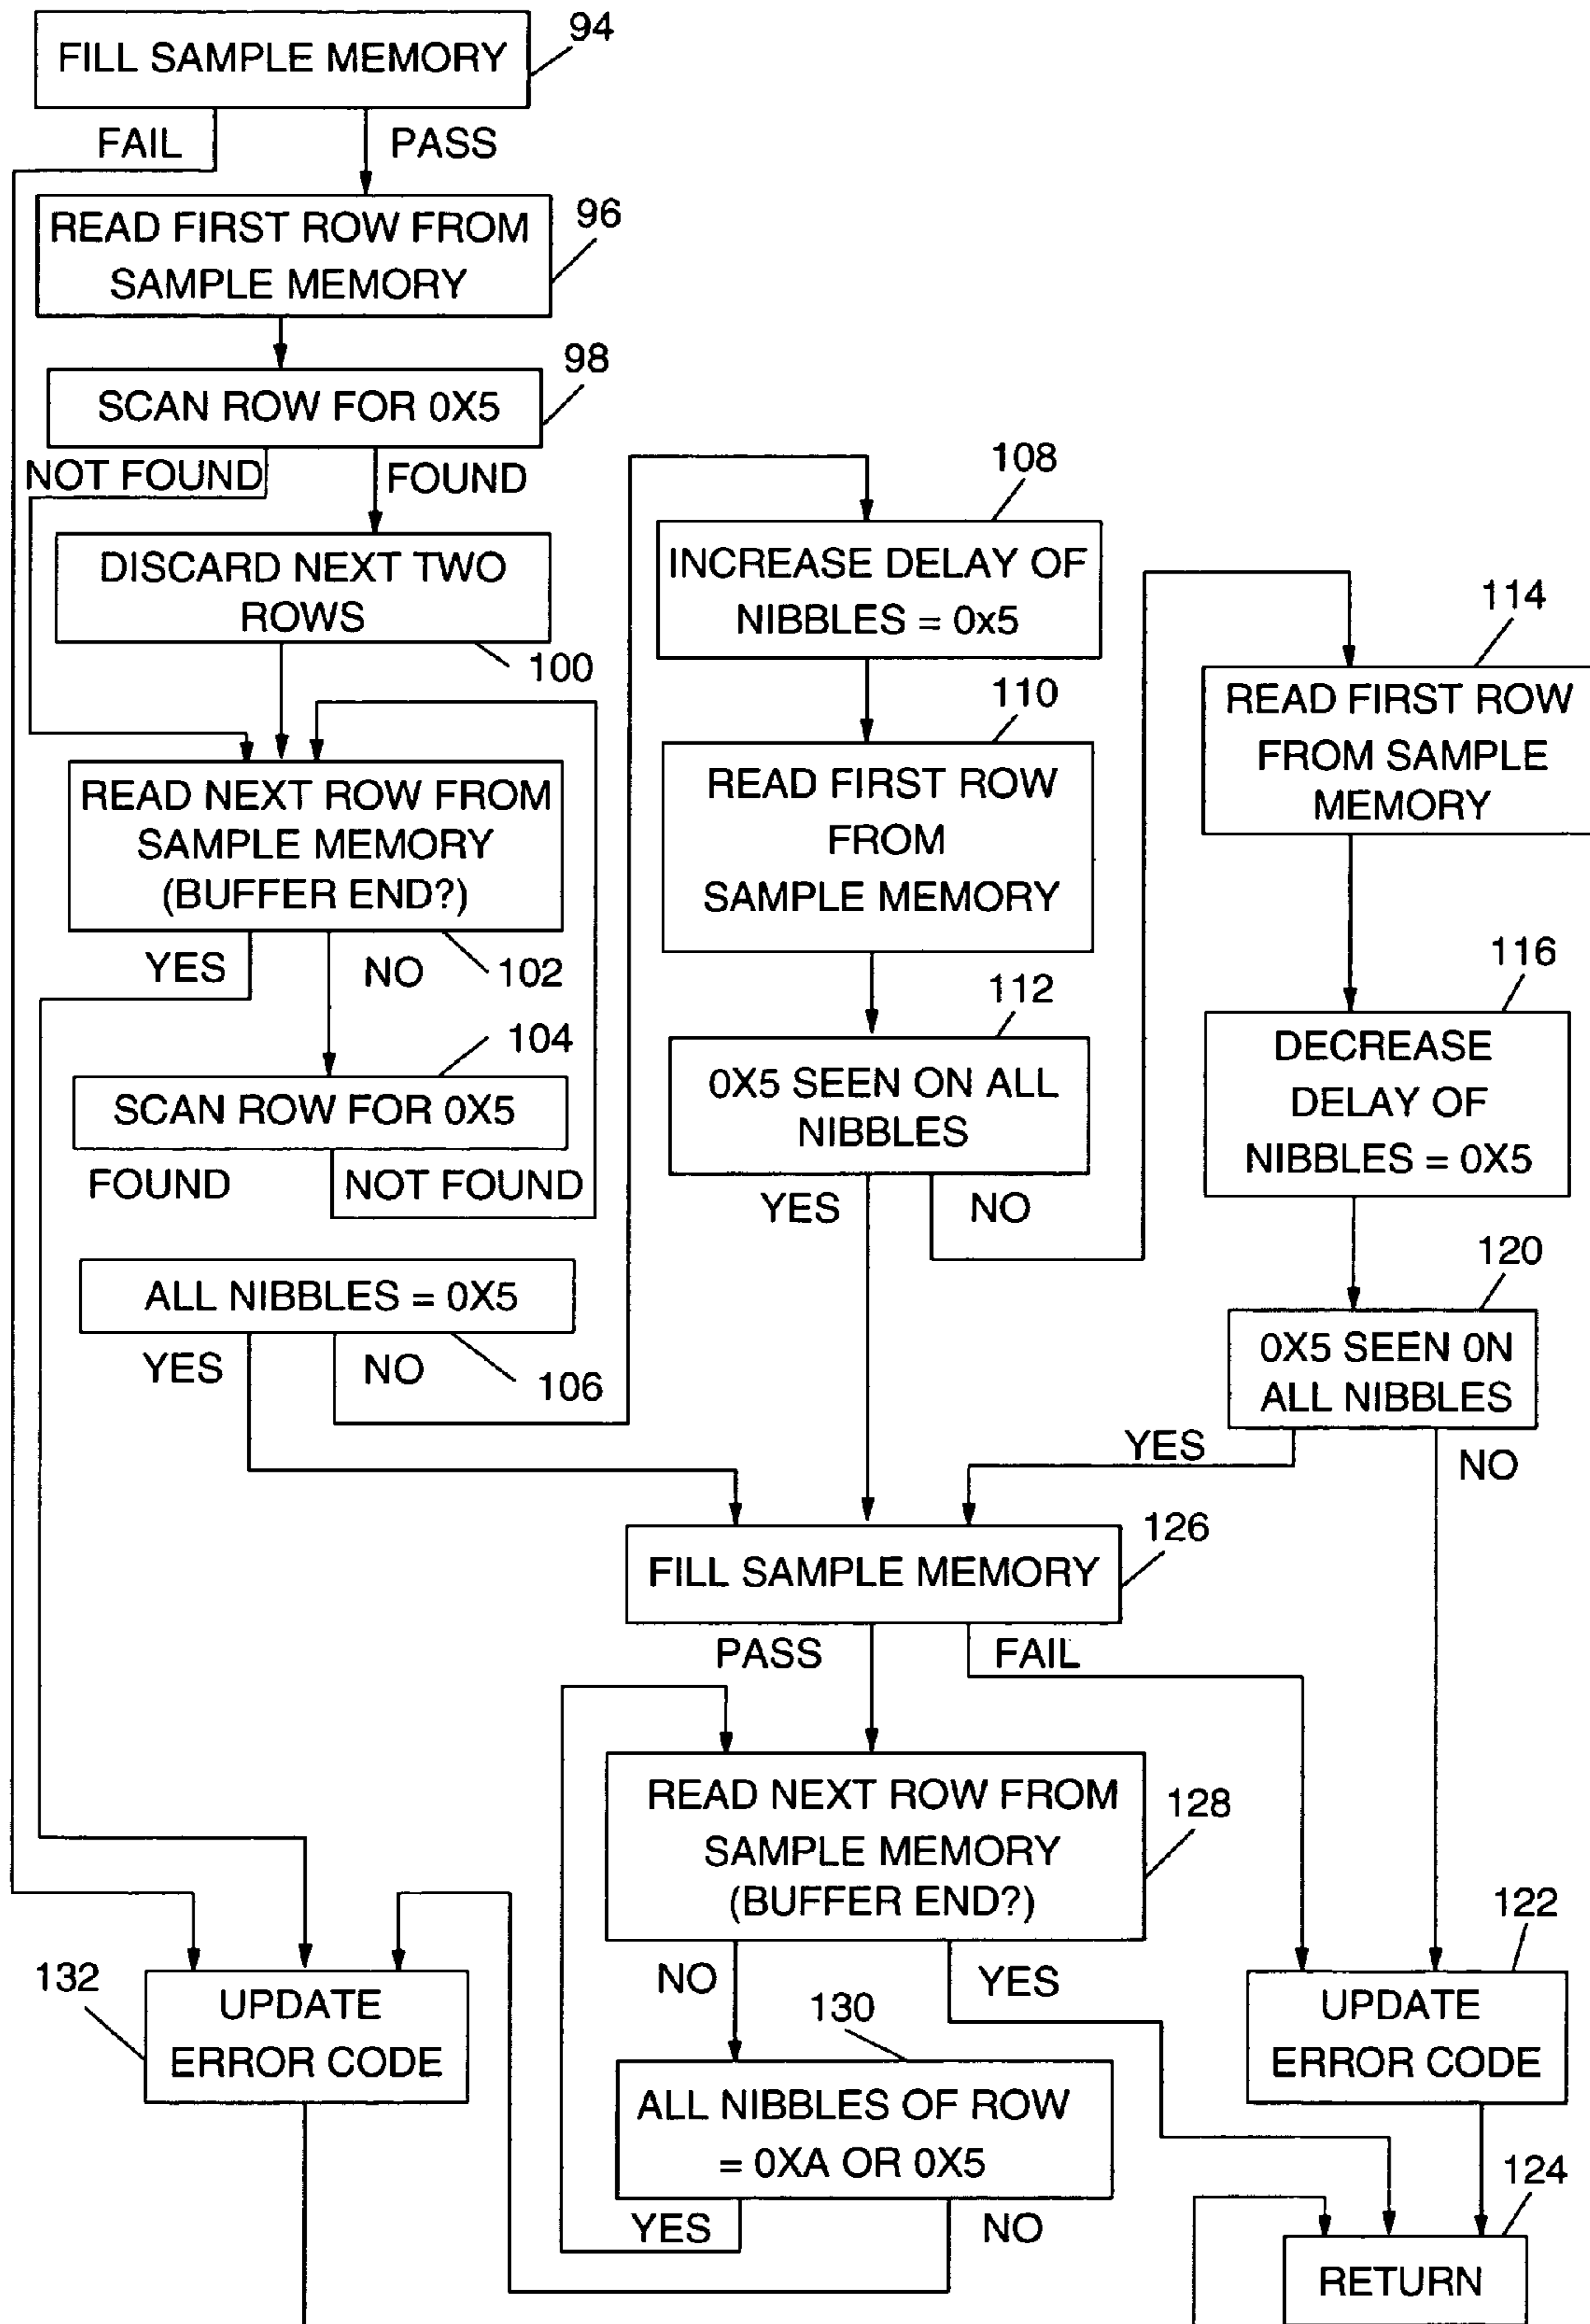 FILL SAMPLE MEMORY
94
FAIL
PASS
READ FIRST ROW FROM
SAMPLE MEMORY
96
SCAN ROW FOR 0X5
98
NOT FOUND
FOUND
DISCARD NEXT TWO
ROWS
100
READ NEXT ROW FROM
SAMPLE MEMORY
(BUFFER END?)
102
YES
NO
104
SCAN ROW FOR 0X5
FOUND
NOT FOUND
ALL NIBBLES = 0X5
YES
NO
106
108
INCREASE DELAY OF
NIBBLES = 0x5
110
READ FIRST ROW
FROM
SAMPLE MEMORY
112
0X5 SEEN ON ALL
NIBBLES
YES
NO
114
READ FIRST ROW
FROM SAMPLE
MEMORY
116
DECREASE
DELAY OF
NIBBLES = 0X5
120
0X5 SEEN 0N
ALL NIBBLES
YES
NO
126
FILL SAMPLE MEMORY
PASS
FAIL
READ NEXT ROW FROM
SAMPLE MEMORY
(BUFFER END?)
128
NO
YES
130
ALL NIBBLES OF ROW
= 0XA OR 0X5
YES
NO
132
UPDATE
ERROR CODE
122
UPDATE
ERROR CODE
124
RETURN